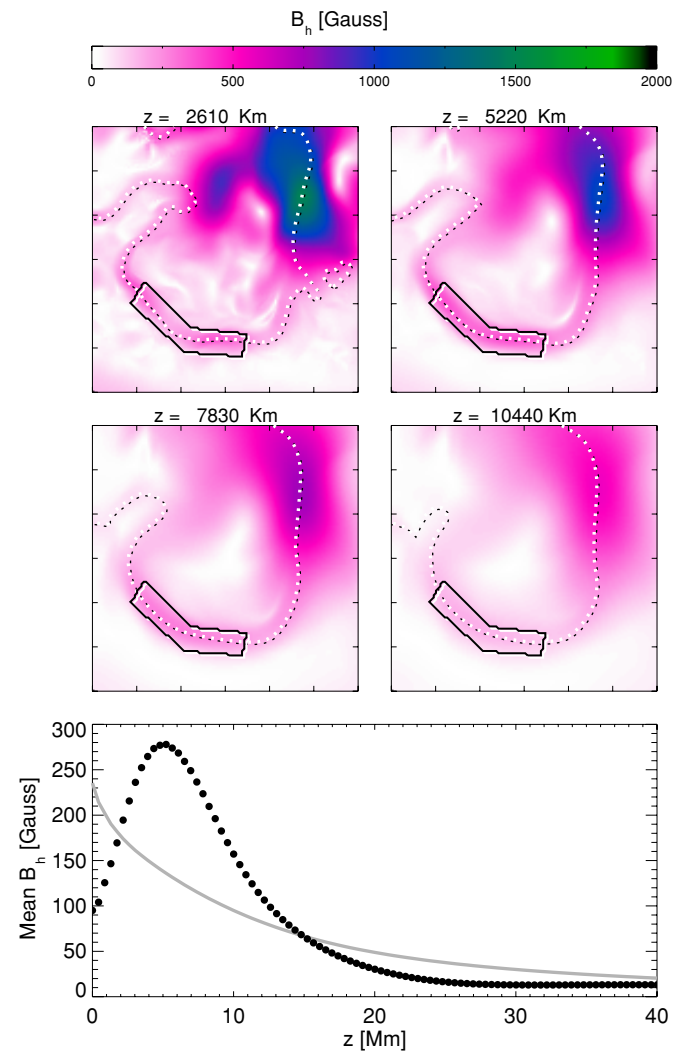 B_h [Gauss]
0 500 1000 1500 2000
z = 2610 Km
z = 5220 Km
z = 7830 Km
z = 10440 Km
300
250
200
150
100
50
0
Mean B_h [Gauss]
0 10 20 30 40
z [Mm]